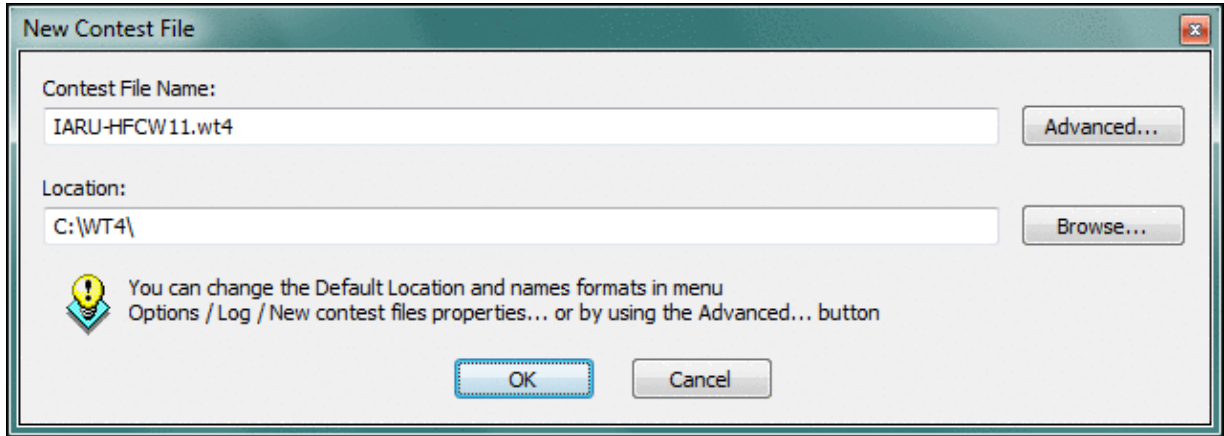 New Contest File
Contest File Name:
IARU-HFCW11.wt4
Advanced...
Location:
C:\WT4\
Browse...
You can change the Default Location and names formats in menu
Options / Log / New contest files properties... or by using the Advanced... button
OK
Cancel